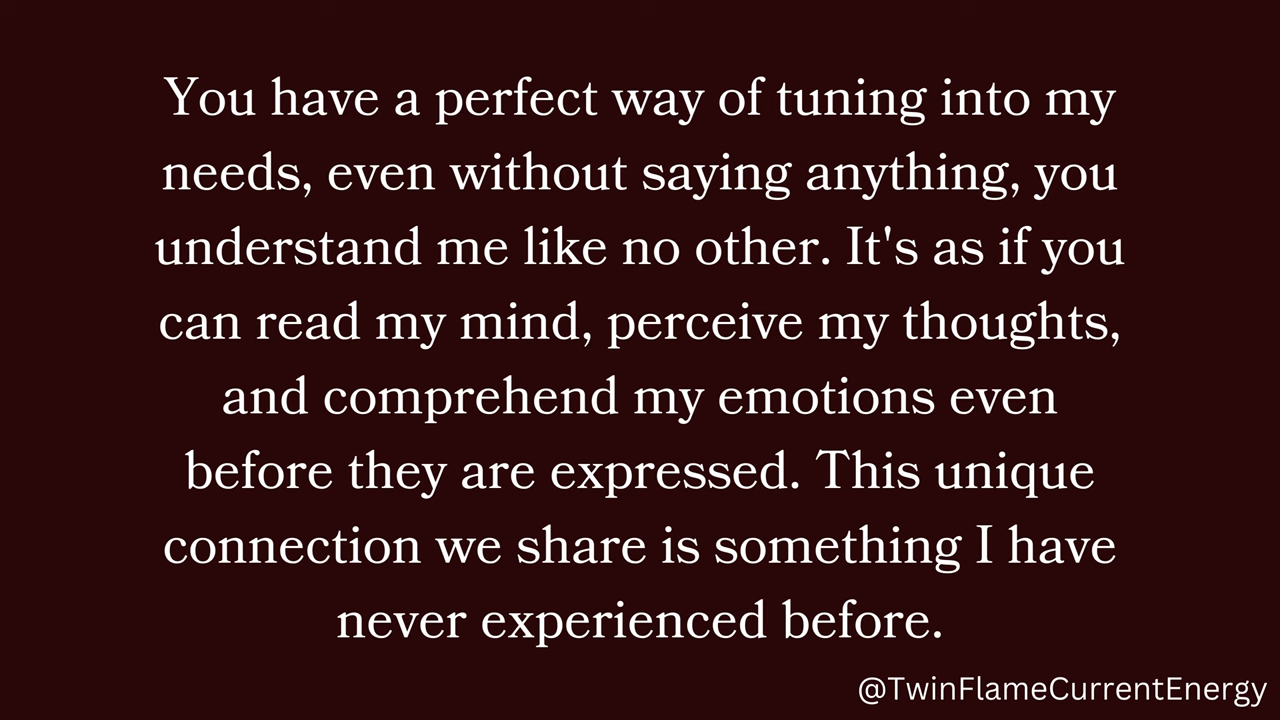 You have a perfect way of tuning into my
needs, even without saying anything, you
understand me like no other. It's as if you
can read my mind, perceive my thoughts,
and comprehend my emotions even
before they are expressed. This unique
connection we share is something I have
never experienced before.
@TwinFlameCurrentEnergy